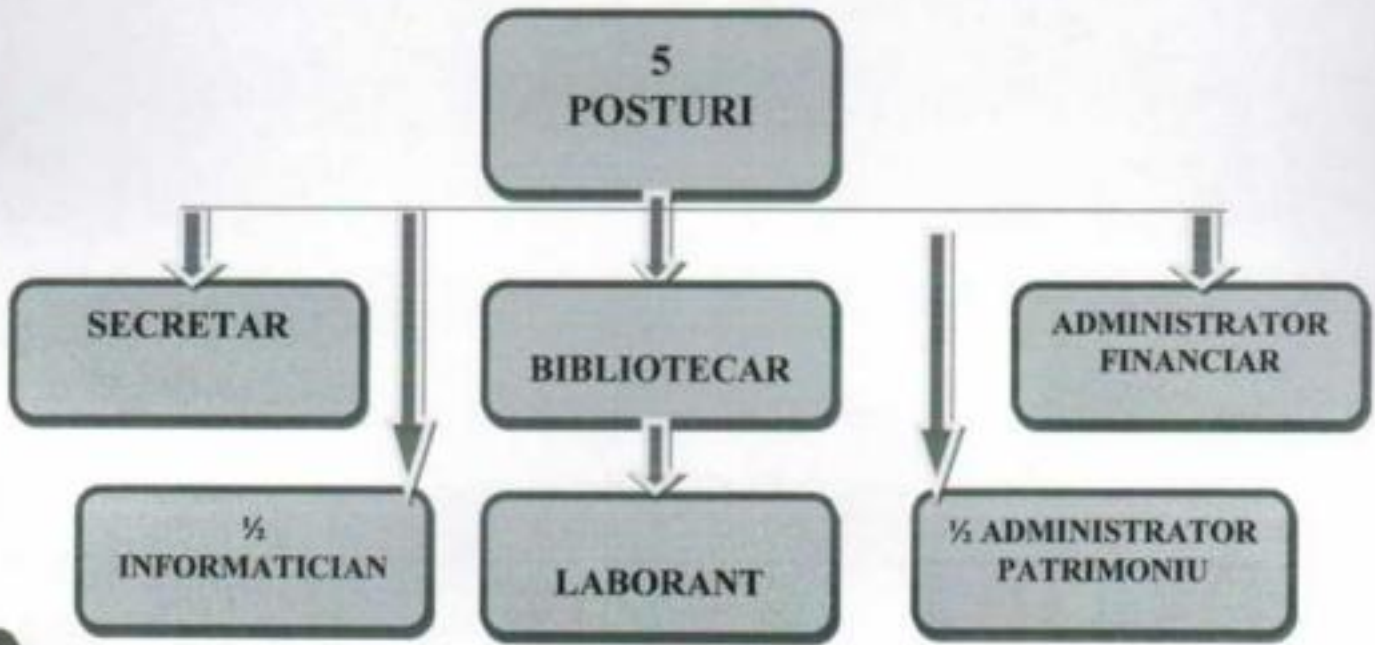 5
POSTURI
SECRETAR
BIBLIOTECAR
ADMINISTRATOR
FINANCIAR
½
INFORMATICIAN
LABORANT
½ ADMINISTRATOR
PATRIMONIU